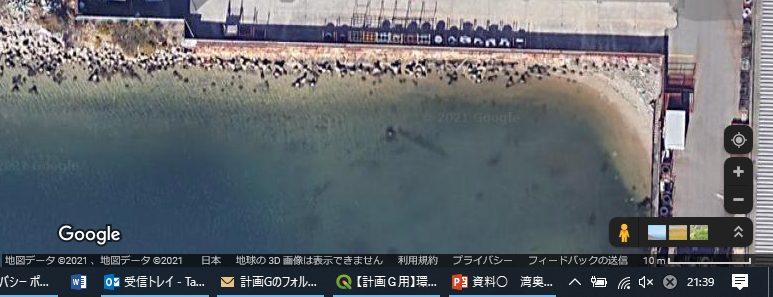 © 2021 Google
2021 Google
Google
地図データ ©2021 、地図データ ©2021 日本 地球の 3D 画像は表示できません 利用規約 プライバシー フィードバックの送信 10 m
バシー ポ... 受信トレイ - Ta... 計画Gのフォル... 【計画G用】環... 資料〇 湾奥... 21:39